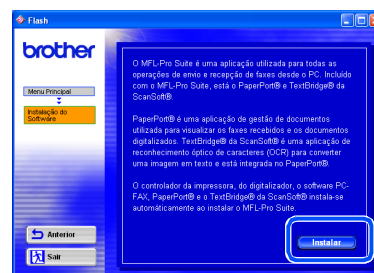 Flash
brother
Menu Principal
Instalação do
Software
O MFL-Pro Suite é uma aplicação utilizada para todas as
operações de envio e recepção de faxes desde o PC. Incluído
com o MFL-Pro Suite, está o PaperPort® e TextBridge® da
ScanSoft®.
PaperPort® é uma aplicação de gestão de documentos
utilizada para visualizar os faxes recebidos e os documentos
digitalizados. TextBridge® da ScanSoft® é uma aplicação de
reconhecimento óptico de caracteres (OCR) para converter
uma imagem em texto e está integrada no PaperPort®.
O controlador da impressora, do digitalizador, o software PC-
FAX, PaperPort® e o TextBridge® da ScanSoft® instala-se
automáticamente ao instalar o MFL-Pro Suite.
Anterior
Sair
Instalar